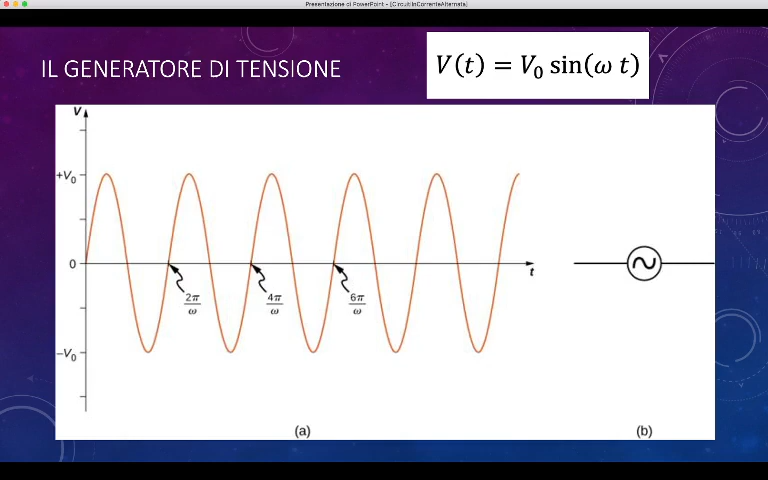 Presentazione di PowerPoint - [CircuitiInCorrenteAlternata]
IL GENERATORE DI TENSIONE
V(t) = V₀ sin(ω t)
V
+V₀
0
t
2π/ω
4π/ω
6π/ω
−V₀
(a)
(b)